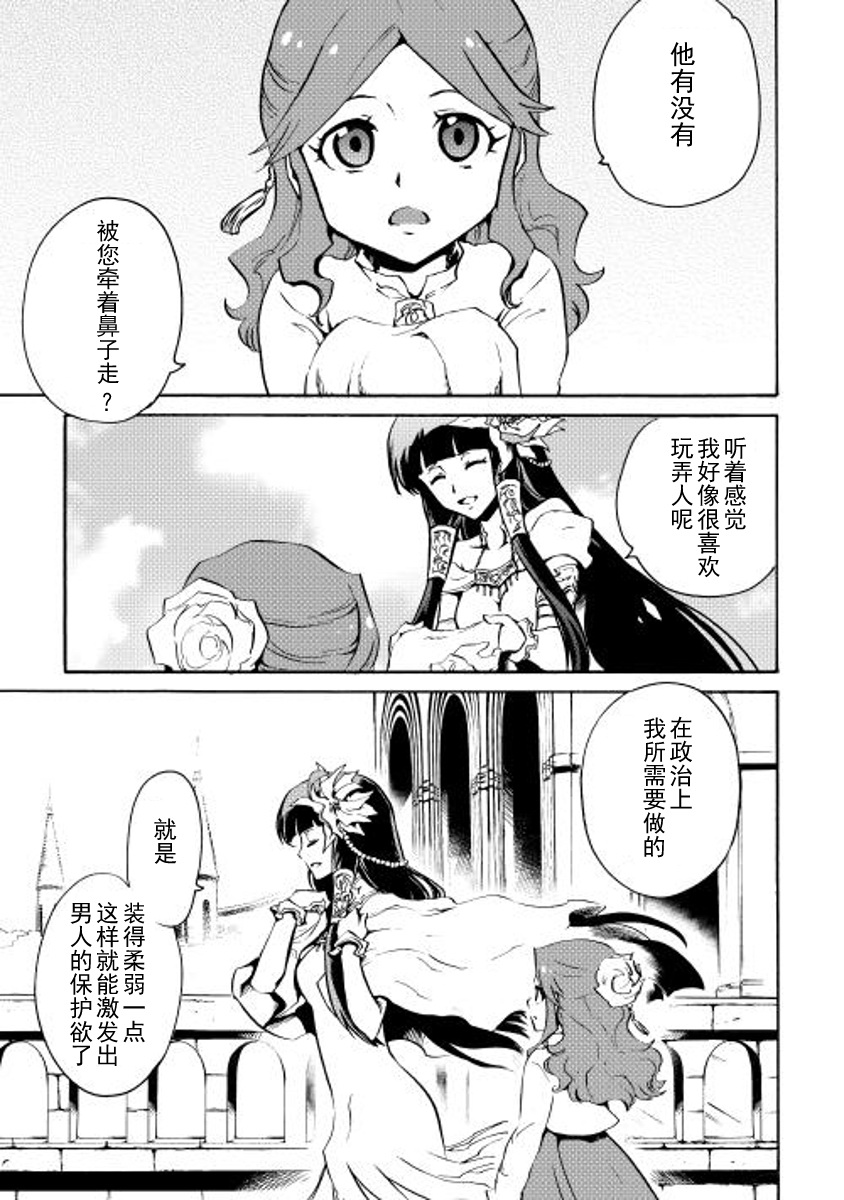 他有没有
被您牵着鼻子走？
听着感觉
我好像很喜欢
玩弄人呢
在政治上
我所需要做的
就是
装得柔弱一点
这样就能激发出
男人的保护欲了